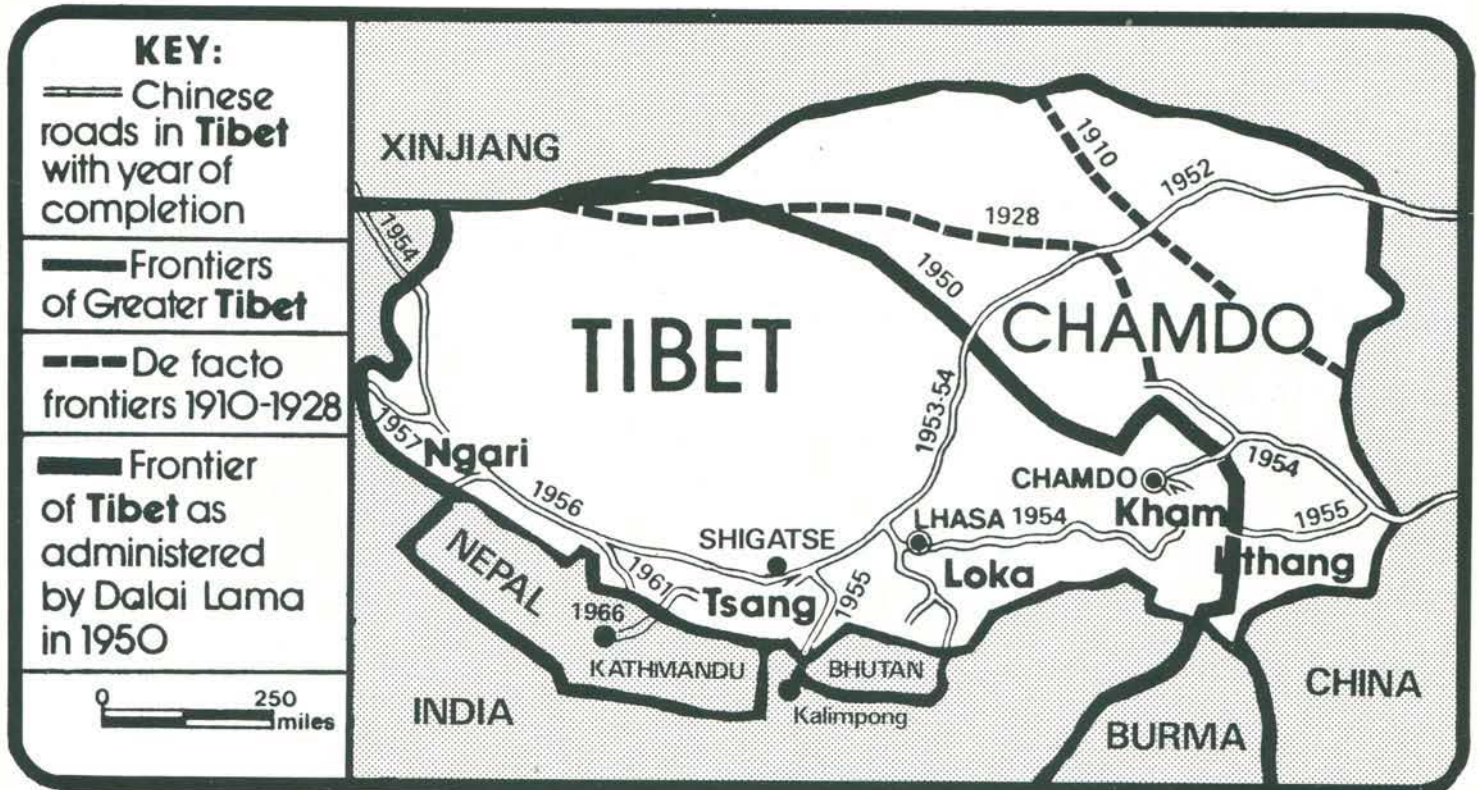 KEY:
Chinese
roads in Tibet
with year of
completion
Frontiers
of Greater Tibet
De facto
frontiers 1910-1928
Frontier
of Tibet as
administered
by Dalai Lama
in 1950
0 250
miles
XINJIANG
1910
1952
1954
1928
1950
TIBET
CHAMDO
1953-54
1957
Ngari
1956
CHAMDO
1954
Kham
SHIGATSE
LHASA 1954
1955
NEPAL
1961
Tsang
1955
Loka
1966
KATHMANDU
BHUTAN
INDIA
Kalimpong
BURMA
CHINA